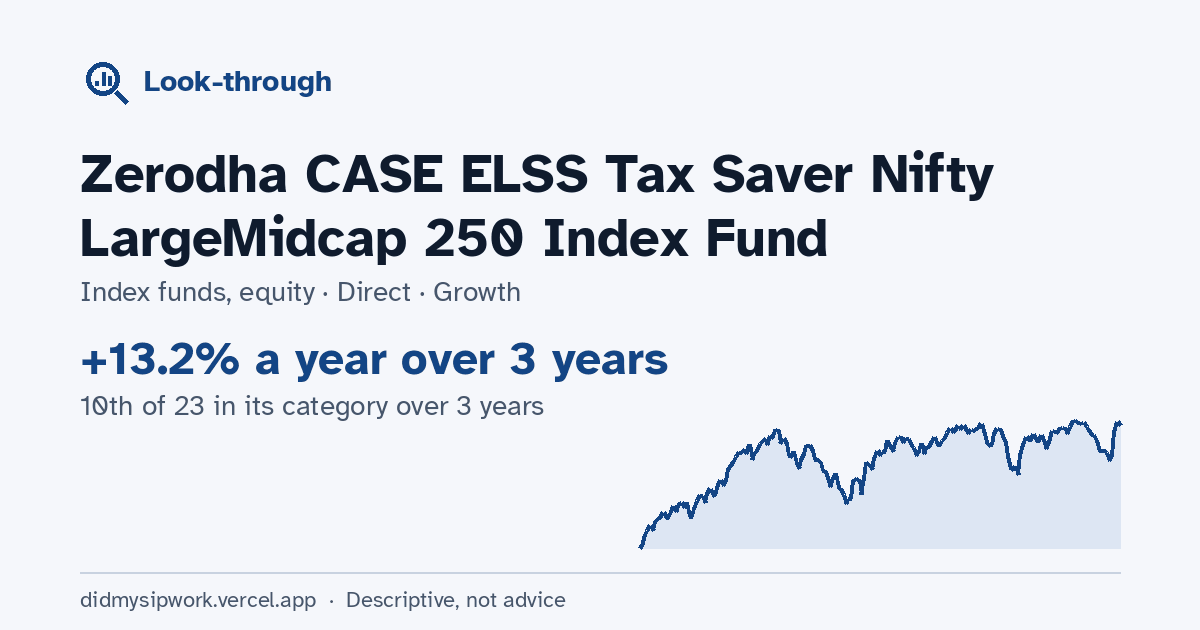 Look-through
Zerodha CASE ELSS Tax Saver Nifty
LargeMidcap 250 Index Fund
Index funds, equity · Direct · Growth
+13.2% a year over 3 years
10th of 23 in its category over 3 years
didmysipwork.vercel.app · Descriptive, not advice